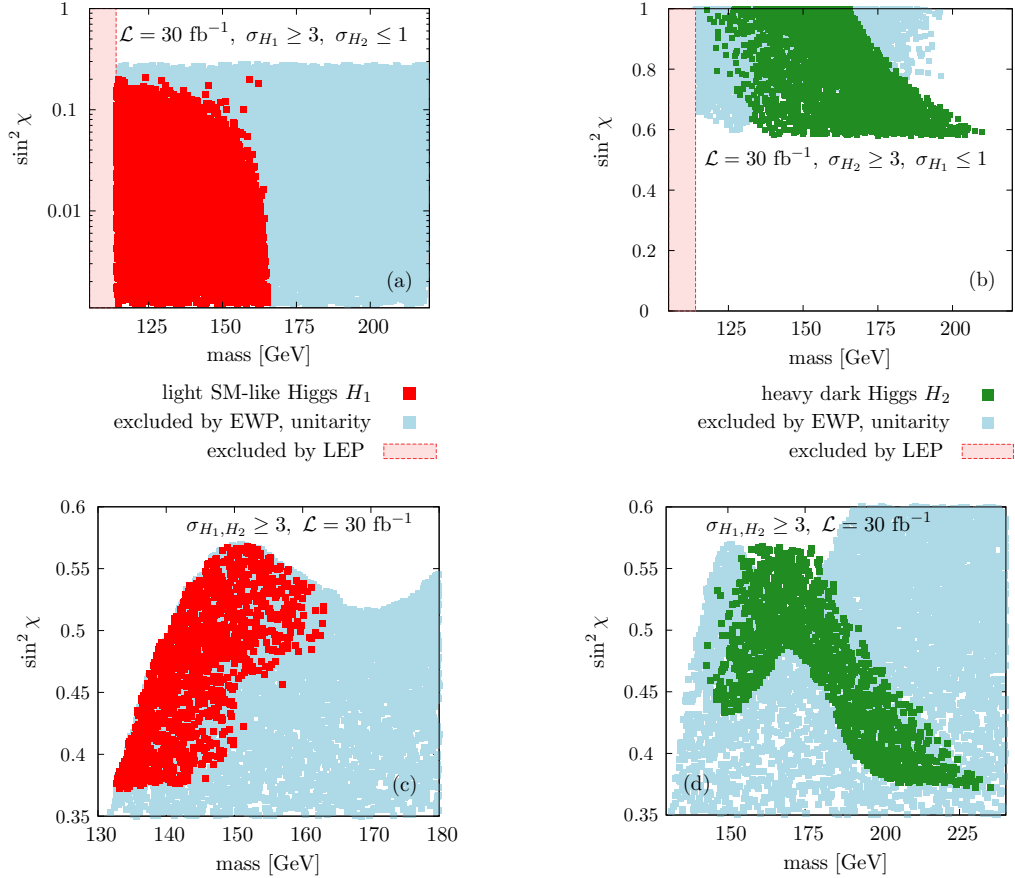 1
0.1
0.01
sin² χ
ℒ = 30 fb⁻¹, σ_{H₁} ≥ 3, σ_{H₂} ≤ 1
(a)
125 150 175 200
mass [GeV]
light SM-like Higgs H₁
excluded by EWP, unitarity
excluded by LEP
1
0.8
0.6
0.4
0.2
0
sin² χ
ℒ = 30 fb⁻¹, σ_{H₂} ≥ 3, σ_{H₁} ≤ 1
(b)
125 150 175 200
mass [GeV]
heavy dark Higgs H₂
excluded by EWP, unitarity
excluded by LEP
0.6
0.55
0.5
0.45
0.4
0.35
sin² χ
σ_{H₁,H₂} ≥ 3, ℒ = 30 fb⁻¹
(c)
130 140 150 160 170 180
mass [GeV]
0.6
0.55
0.5
0.45
0.4
0.35
sin² χ
σ_{H₁,H₂} ≥ 3, ℒ = 30 fb⁻¹
(d)
150 175 200 225
mass [GeV]